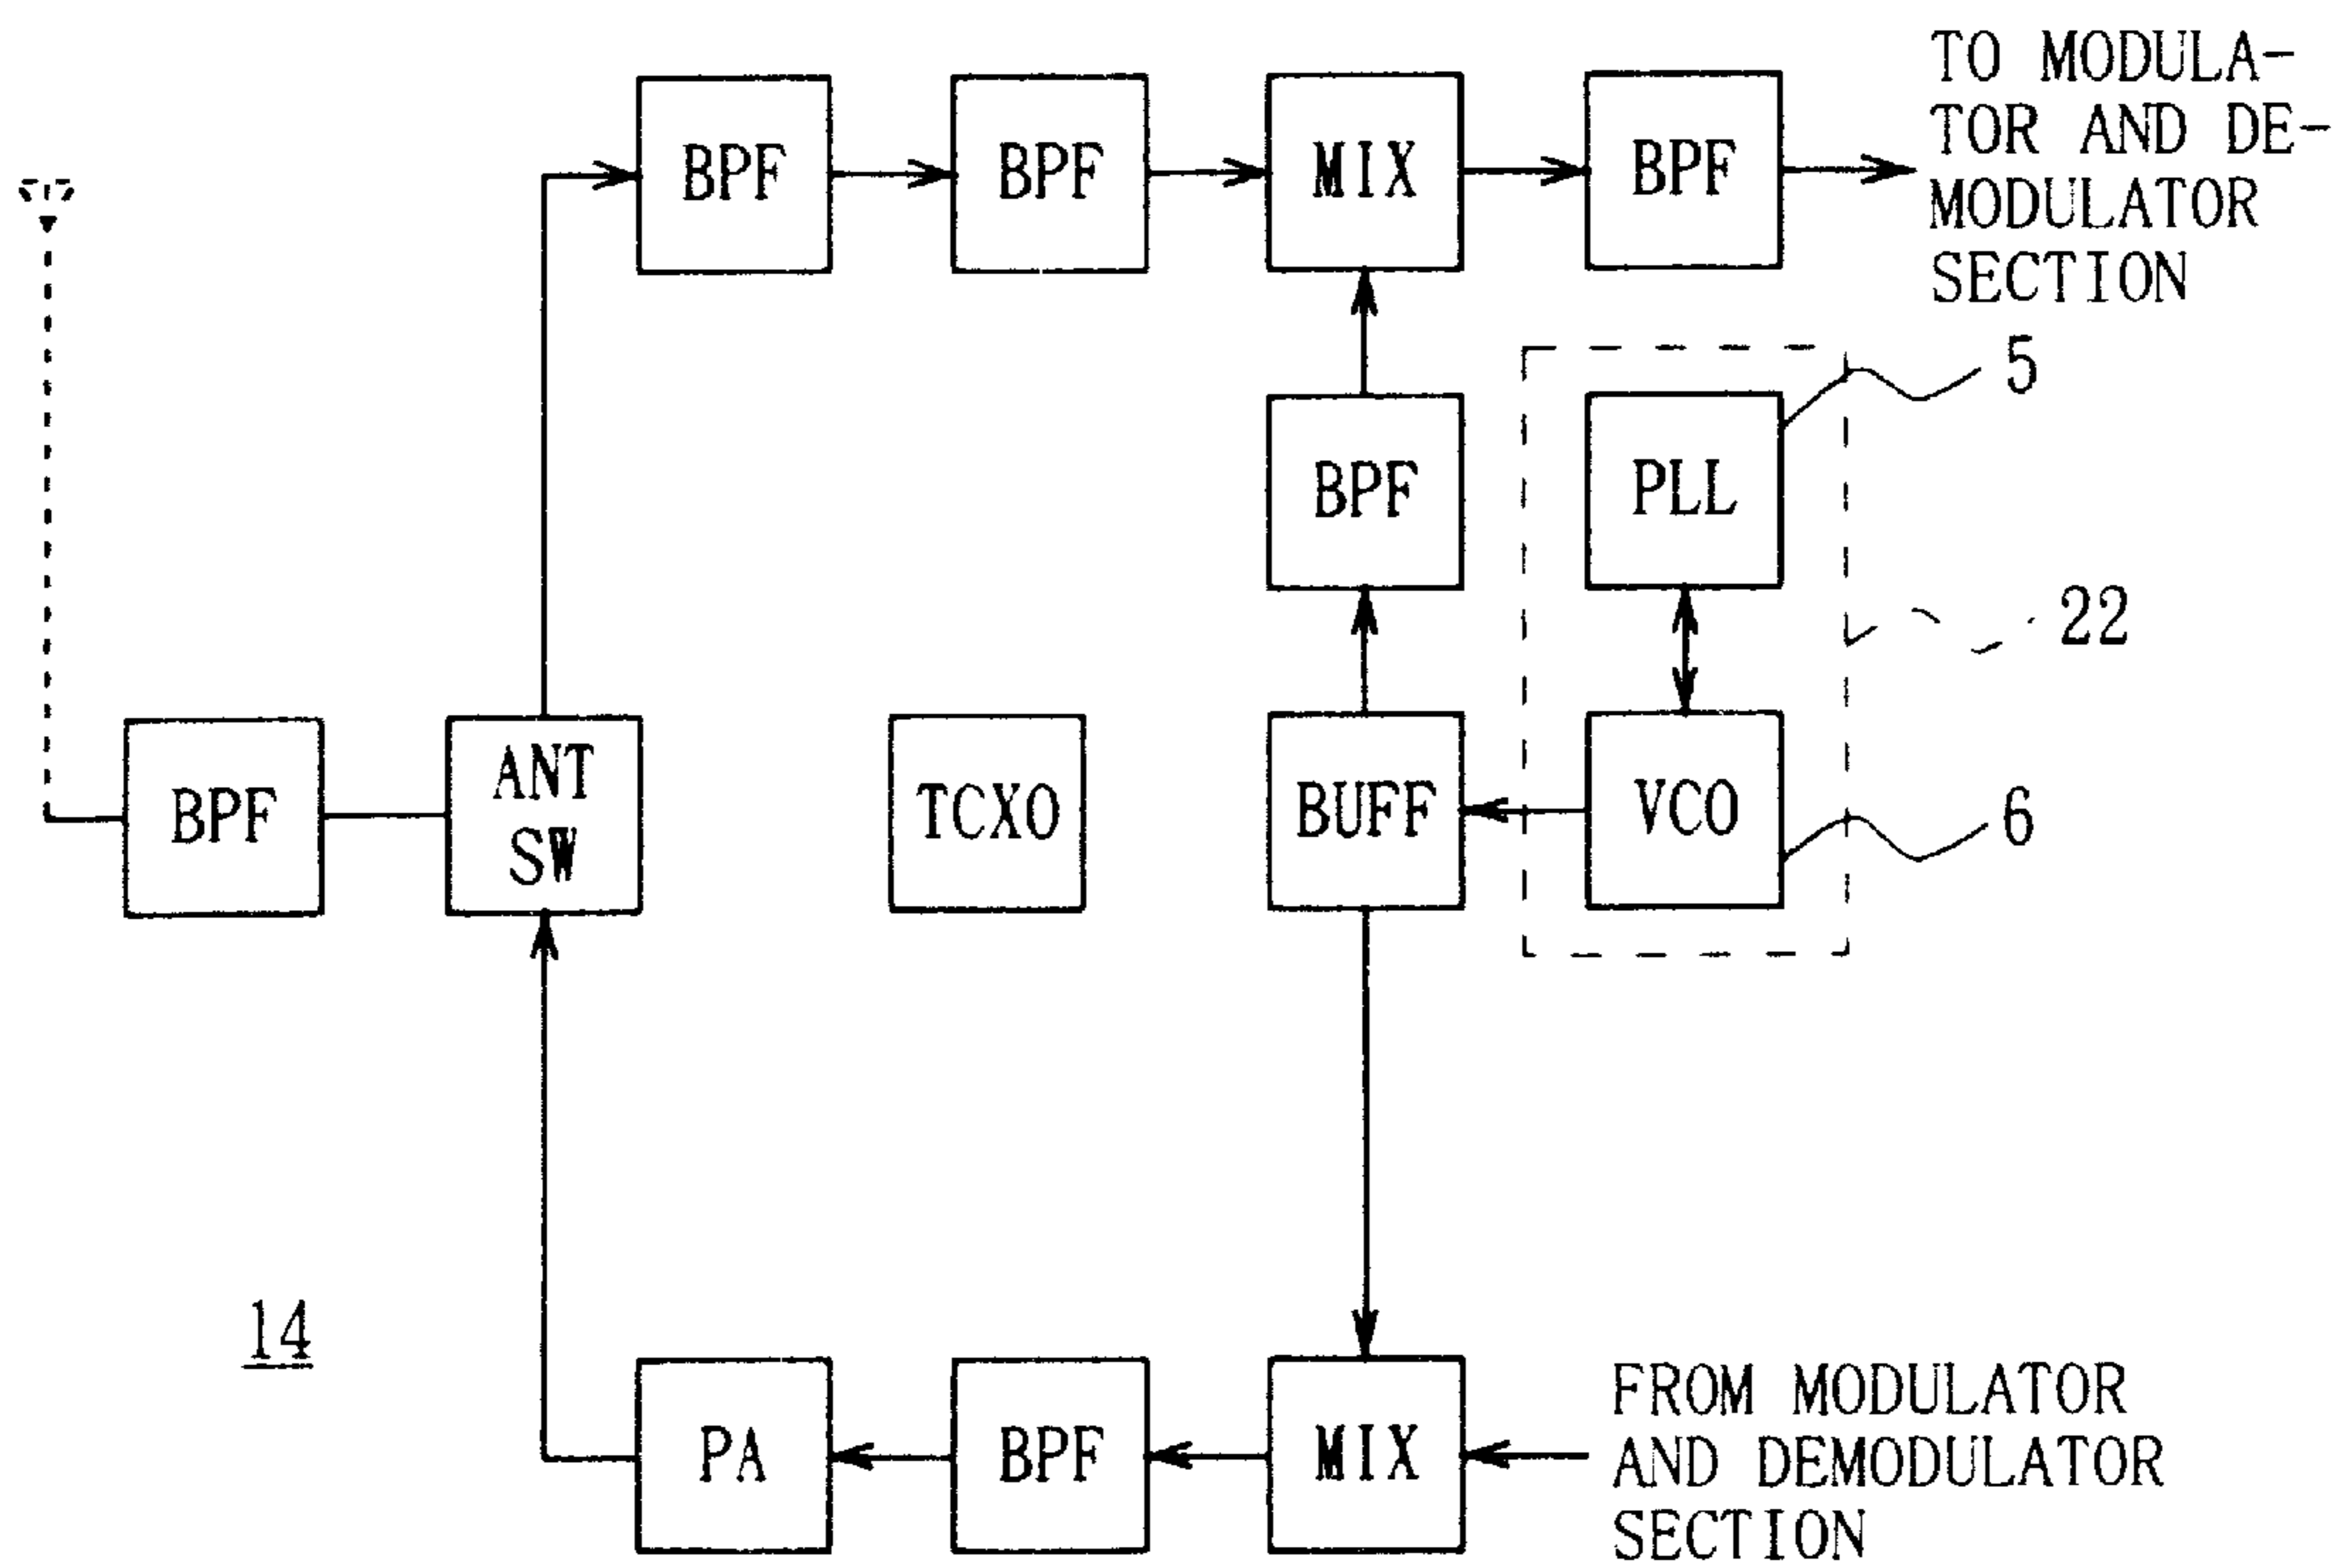 TO MODULA-
TOR AND DE-
MODULATOR
SECTION
BPF
BPF
MIX
BPF
5
BPF
PLL
22
BPF
ANT
SW
TCXO
BUFF
VCO
6
14
PA
BPF
MIX
FROM MODULATOR
AND DEMODULATOR
SECTION